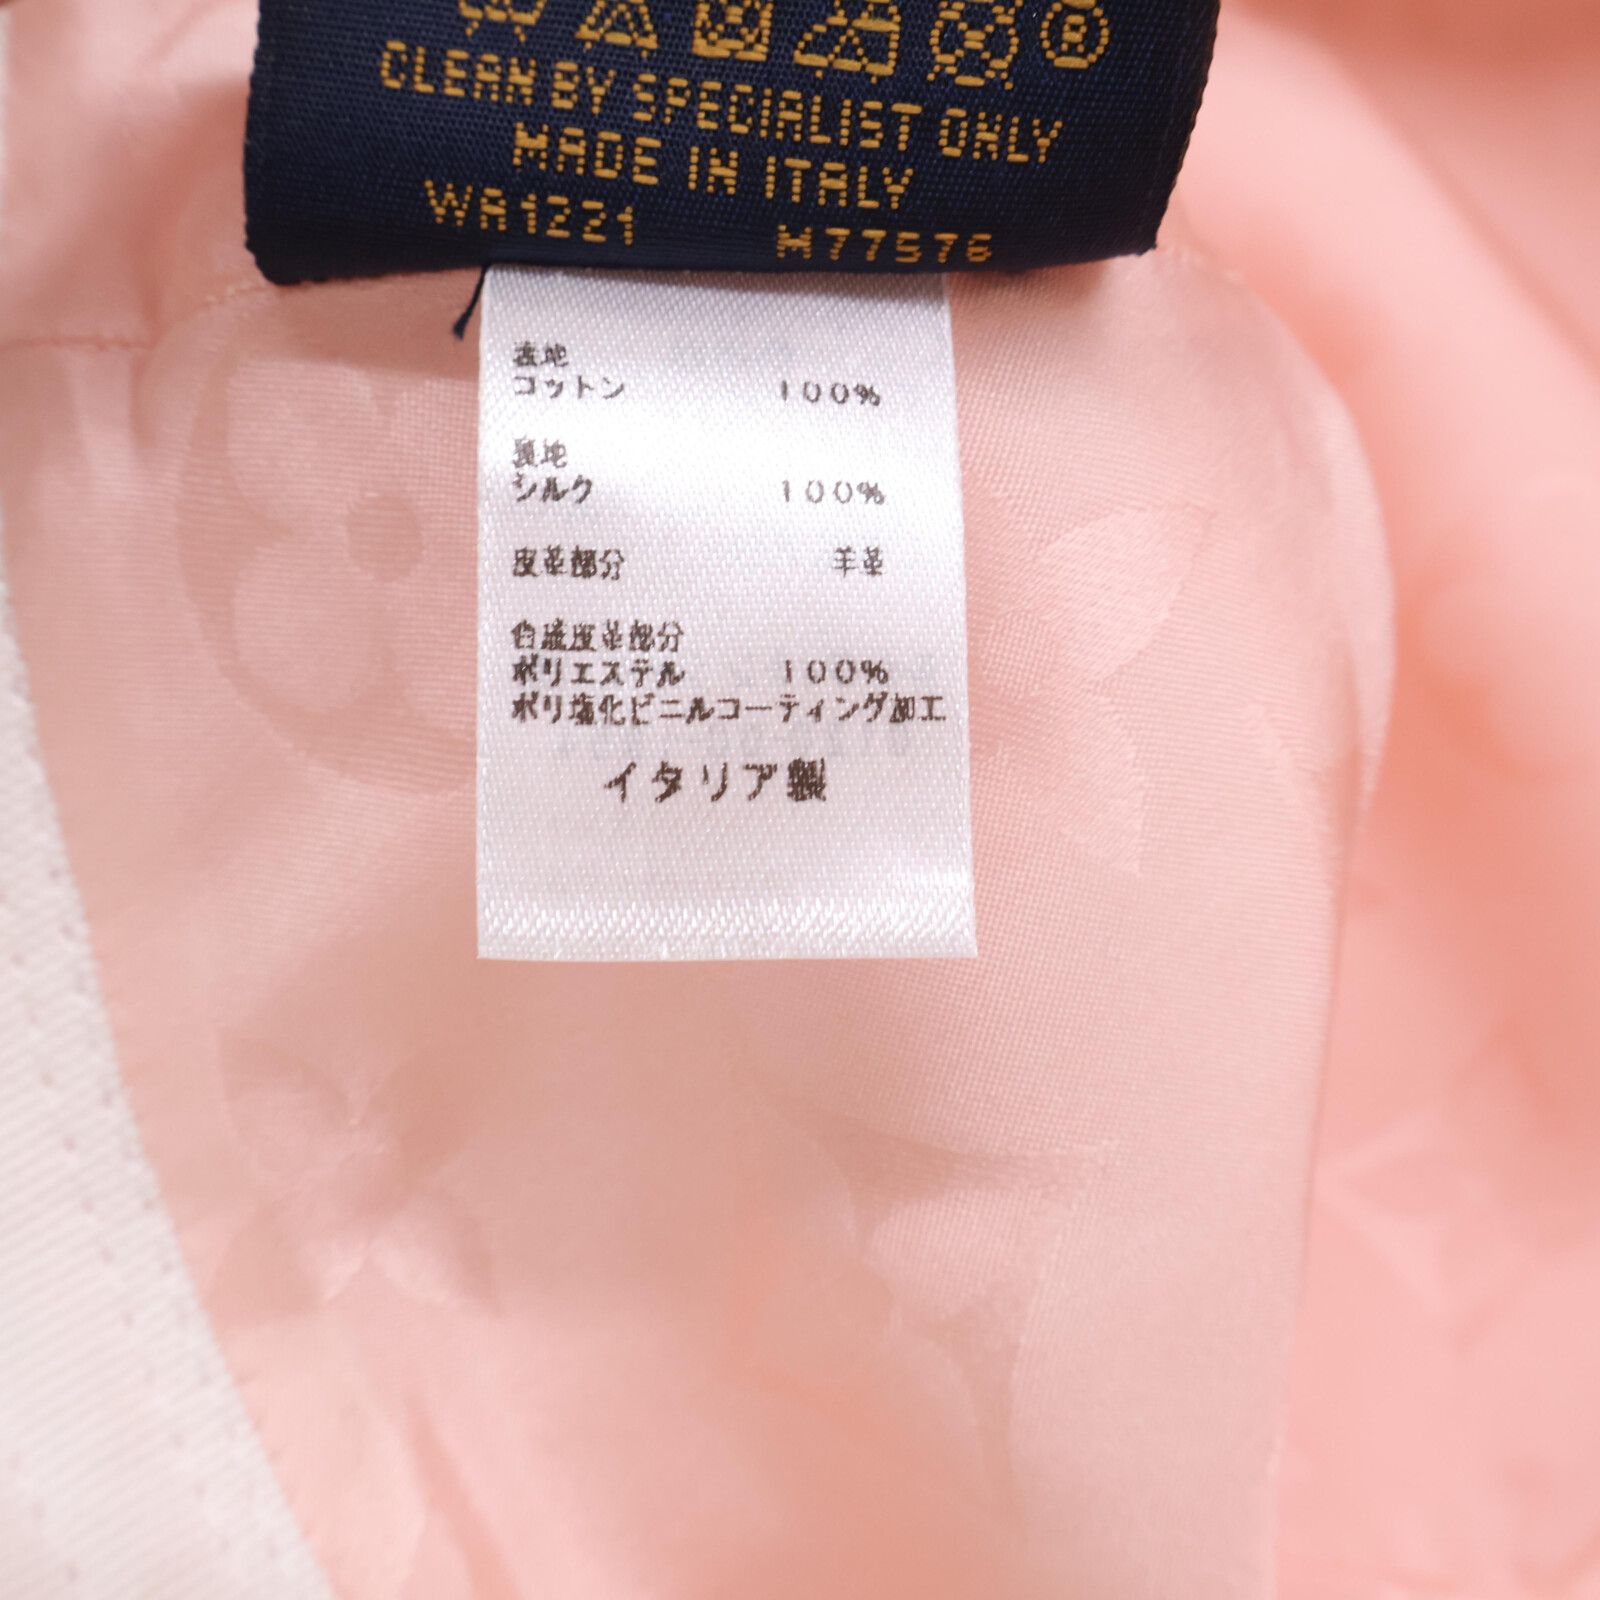 CLEAN BY SPECIALIST ONLY
MADE IN ITALY
WA1221 M77576
表地
コットン 100%
裏地
シルク 100%
皮革部分 羊革
合成皮革部分
ポリエステル 100%
ポリ塩化ビニルコーティング加工
イタリア製